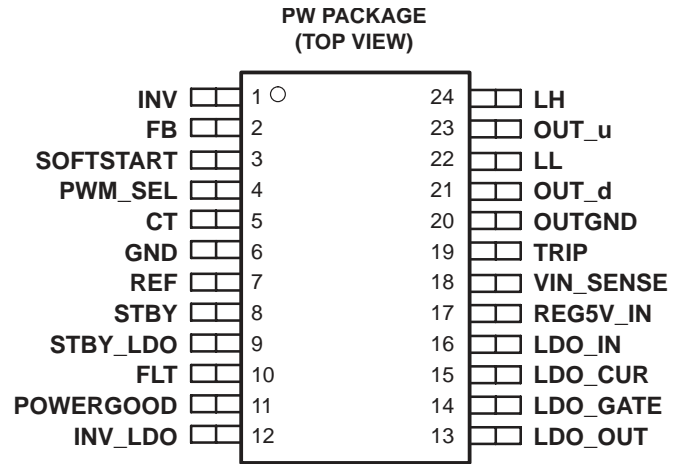 PW PACKAGE
(TOP VIEW)
INV 1 24 LH
FB 2 23 OUT_u
SOFTSTART 3 22 LL
PWM_SEL 4 21 OUT_d
CT 5 20 OUTGND
GND 6 19 TRIP
REF 7 18 VIN_SENSE
STBY 8 17 REG5V_IN
STBY_LDO 9 16 LDO_IN
FLT 10 15 LDO_CUR
POWERGOOD 11 14 LDO_GATE
INV_LDO 12 13 LDO_OUT